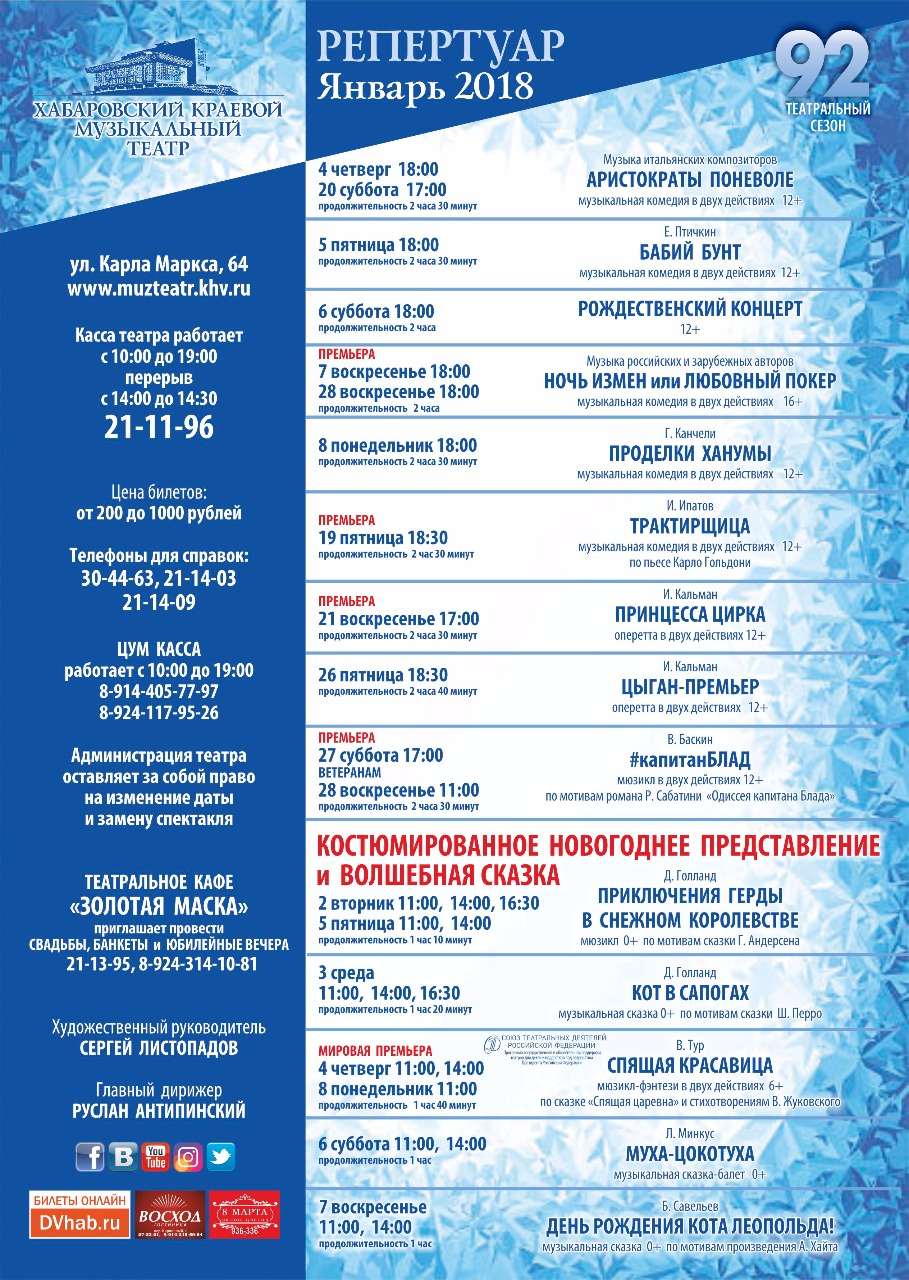 ХАБАРОВСКИЙ КРАЕВОЙ
МУЗЫКАЛЬНЫЙ
ТЕАТР
РЕПЕРТУАР
Январь 2018
92
ТЕАТРАЛЬНЫЙ
СЕЗОН
ул. Карла Маркса, 64
www.muzteatr.khv.ru
Касса театра работает
с 10:00 до 19:00
перерыв
с 14:00 до 14:30
21-11-96
Цена билетов:
от 200 до 1000 рублей
Телефоны для справок:
30-44-63, 21-14-03
21-14-09
ЦУМ КАССА
работает с 10:00 до 19:00
8-914-405-77-97
8-924-117-95-26
Администрация театра
оставляет за собой право
на изменение даты
и замену спектакля
ТЕАТРАЛЬНОЕ КАФЕ
«ЗОЛОТАЯ МАСКА»
приглашает провести
СВАДЬБЫ, БАНКЕТЫ и ЮБИЛЕЙНЫЕ ВЕЧЕРА
21-13-95, 8-924-314-10-81
Художественный руководитель
СЕРГЕЙ ЛИСТОПАДОВ
Главный дирижер
РУСЛАН АНТИПИНСКИЙ
You
Tube
БИЛЕТЫ ОНЛАЙН
DVhab.ru
ВОСХОД
8 МАРТА
936-336
4 четверг 18:00
20 суббота 17:00
продолжительность 2 часа 30 минут
Музыка итальянских композиторов
АРИСТОКРАТЫ ПОНЕВОЛЕ
музыкальная комедия в двух действиях 12+
5 пятница 18:00
продолжительность 2 часа 30 минут
Е. Птичкин
БАБИЙ БУНТ
музыкальная комедия в двух действиях 12+
6 суббота 18:00
продолжительность 2 часа
РОЖДЕСТВЕНСКИЙ КОНЦЕРТ
12+
ПРЕМЬЕРА
7 воскресенье 18:00
28 воскресенье 18:00
продолжительность 2 часа
Музыка российских и зарубежных авторов
НОЧЬ ИЗМЕН или ЛЮБОВНЫЙ ПОКЕР
музыкальная комедия в двух действиях 16+
8 понедельник 18:00
продолжительность 2 часа 30 минут
Г. Канчели
ПРОДЕЛКИ ХАНУМЫ
музыкальная комедия в двух действиях 12+
ПРЕМЬЕРА
19 пятница 18:30
продолжительность 2 час 30 минут
И. Ипатов
ТРАКТИРЩИЦА
музыкальная комедия в двух действиях 12+
по пьесе Карло Гольдони
ПРЕМЬЕРА
21 воскресенье 17:00
продолжительность 2 часа 30 минут
И. Кальман
ПРИНЦЕССА ЦИРКА
оперетта в двух действиях 12+
26 пятница 18:30
продолжительность 2 часа 40 минут
И. Кальман
ЦЫГАН-ПРЕМЬЕР
оперетта в двух действиях 12+
ПРЕМЬЕРА
27 суббота 17:00
ВЕТЕРАНАМ
28 воскресенье 11:00
продолжительность 2 часа 30 минут
В. Баскин
#капитанБЛАД
мюзикл в двух действиях 12+
по мотивам романа Р. Сабатини «Одиссея капитана Блада»
КОСТЮМИРОВАННОЕ НОВОГОДНЕЕ ПРЕДСТАВЛЕНИЕ
и ВОЛШЕБНАЯ СКАЗКА
2 вторник 11:00, 14:00, 16:30
5 пятница 11:00, 14:00
продолжительность 1 час 10 минут
Д. Голланд
ПРИКЛЮЧЕНИЯ ГЕРДЫ
В СНЕЖНОМ КОРОЛЕВСТВЕ
мюзикл 0+ по мотивам сказки Г. Андерсена
3 среда
11:00, 14:00, 16:30
продолжительность 1 час 20 минут
Д. Голланд
КОТ В САПОГАХ
музыкальная сказка 0+ по мотивам сказки Ш. Перро
МИРОВАЯ ПРЕМЬЕРА
4 четверг 11:00, 14:00
8 понедельник 11:00
продолжительность 1 час 40 минут
СОЮЗ ТЕАТРАЛЬНЫХ ДЕЯТЕЛЕЙ
РОССИЙСКОЙ ФЕДЕРАЦИИ
В. Тур
СПЯЩАЯ КРАСАВИЦА
мюзикл-фэнтези в двух действиях 6+
по сказке «Спящая царевна» и стихотворениям В. Жуковского
6 суббота 11:00, 14:00
продолжительность 1 час
Л. Минкус
МУХА-ЦОКОТУХА
музыкальная сказка-балет 0+
7 воскресенье
11:00, 14:00
продолжительность 1 час
Б. Савельев
ДЕНЬ РОЖДЕНИЯ КОТА ЛЕОПОЛЬДА!
музыкальная сказка 0+ по мотивам произведения А. Хайта